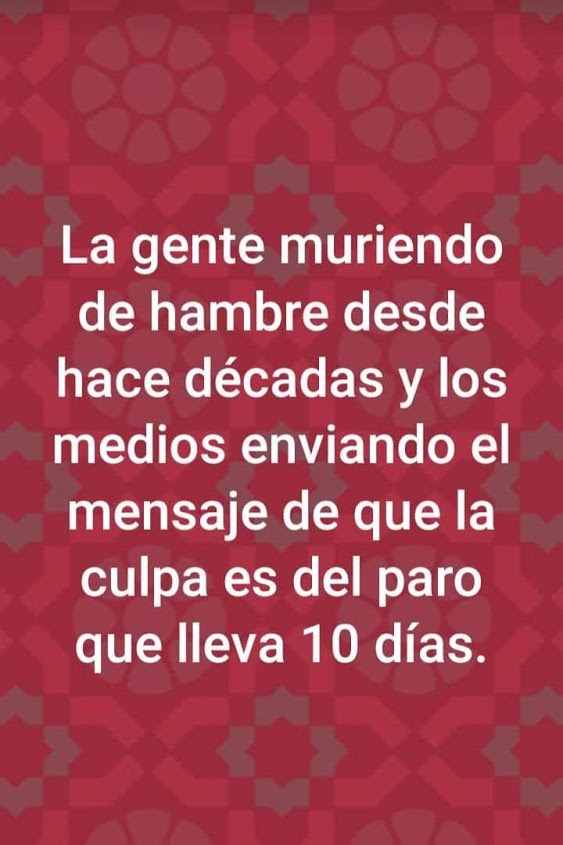 La gente muriendo
de hambre desde
hace décadas y los
medios enviando el
mensaje de que la
culpa es del paro
que lleva 10 días.